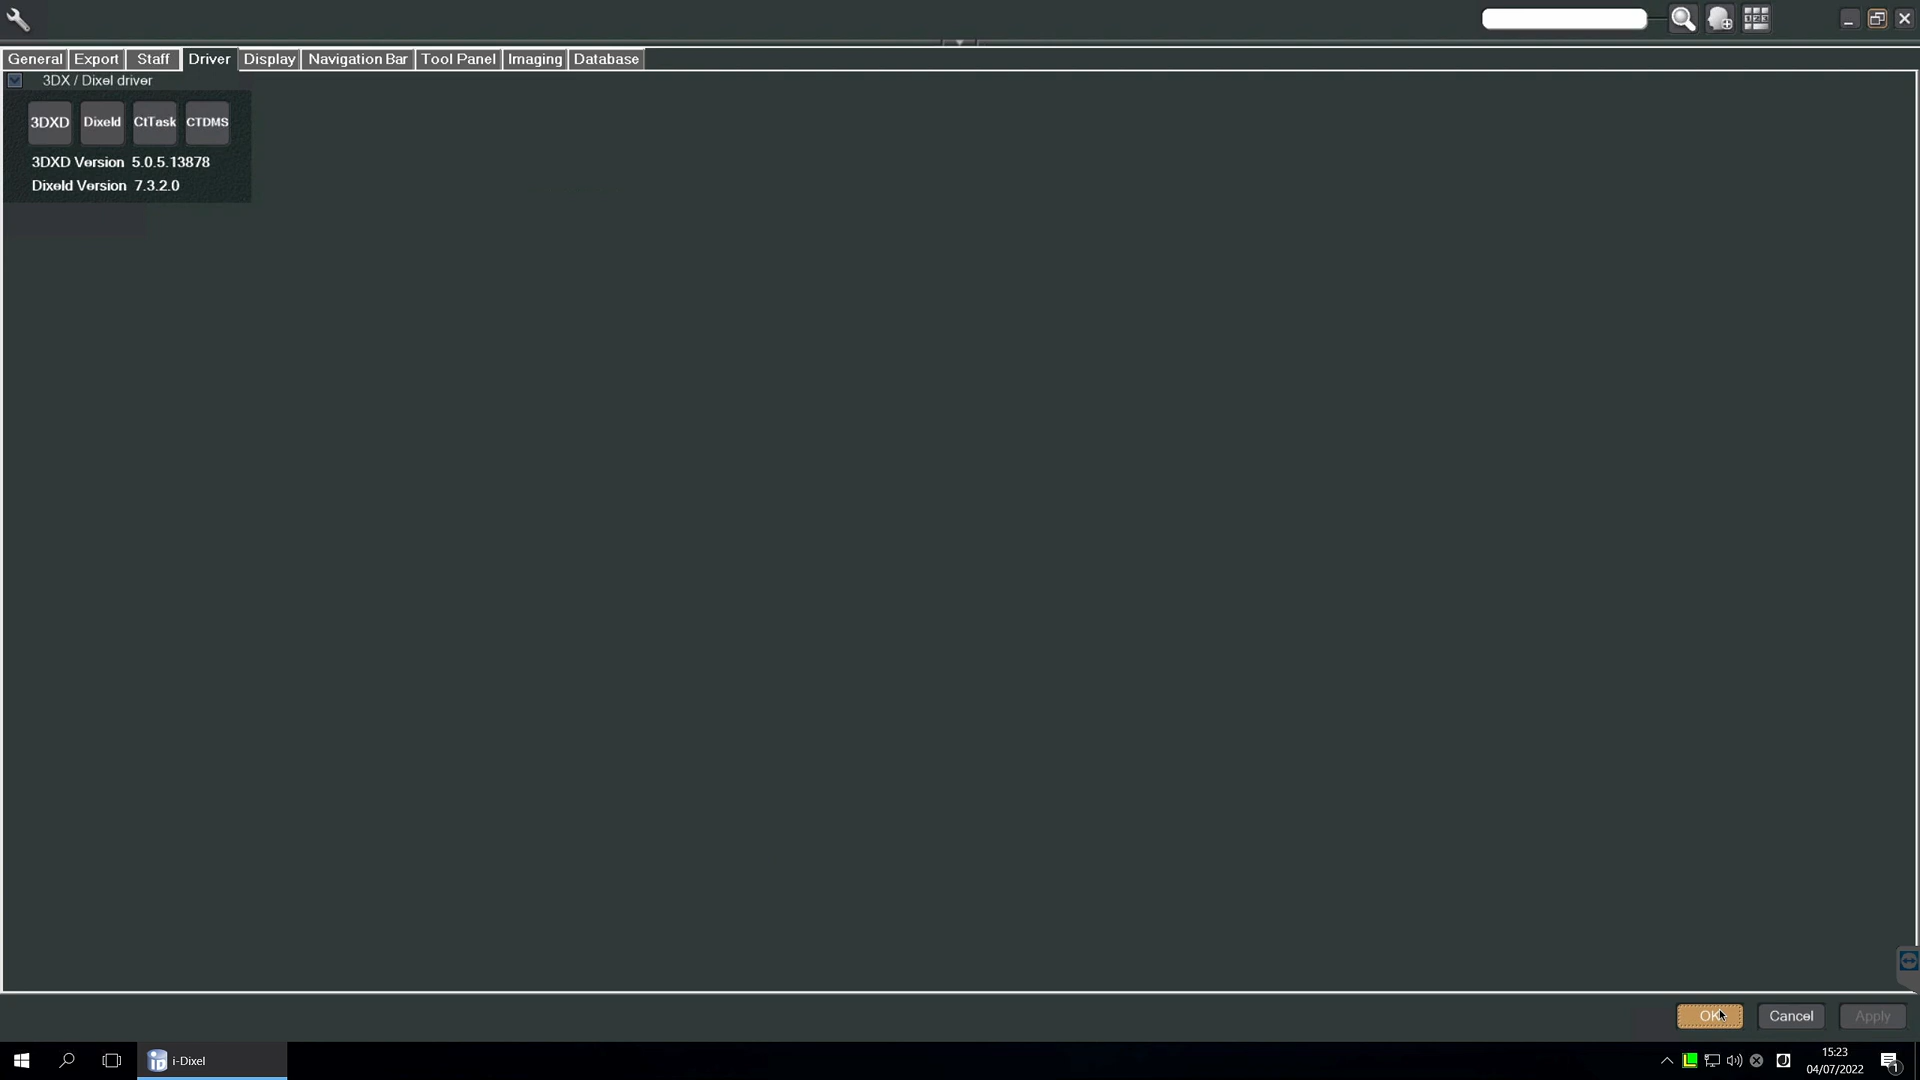 General Export Staff Driver Display Navigation Bar Tool Panel Imaging Database
3DX / Dixel driver
3DXD Dixeld CtTask CTDMS
3DXD Version 5.0.5.13878
Dixeld Version 7.3.2.0
OK Cancel Apply
i-Dixel
15:23
04/07/2022
1